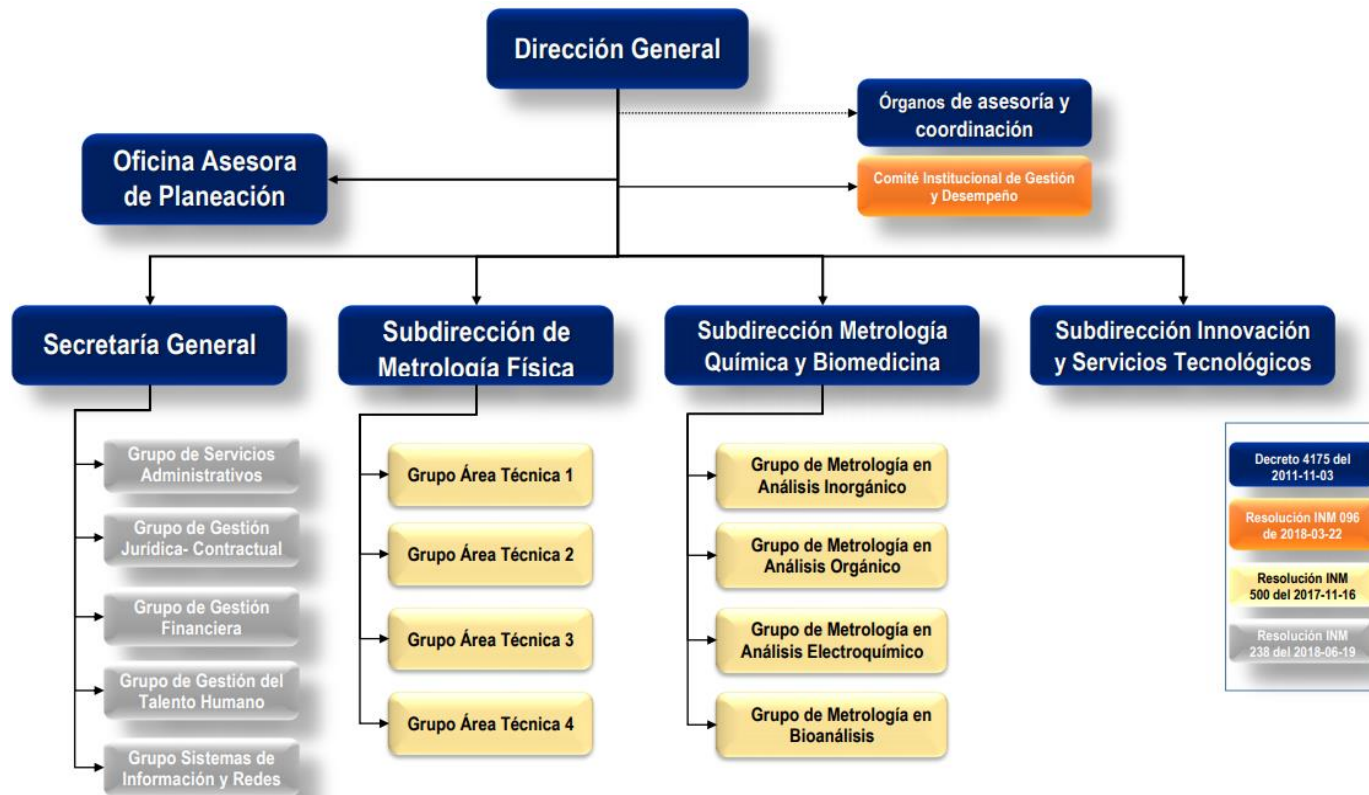 Dirección General
Órganos de asesoría y
coordinación
Oficina Asesora
de Planeación
Comité Institucional de Gestión
y Desempeño
Secretaría General
Subdirección de
Metrología Física
Subdirección Metrología
Química y Biomedicina
Subdirección Innovación
y Servicios Tecnológicos
Grupo de Servicios
Administrativos
Grupo de Gestión
Jurídica- Contractual
Grupo de Gestión
Financiera
Grupo de Gestión del
Talento Humano
Grupo Sistemas de
Información y Redes
Grupo Área Técnica 1
Grupo Área Técnica 2
Grupo Área Técnica 3
Grupo Área Técnica 4
Grupo de Metrología en
Análisis Inorgánico
Grupo de Metrología en
Análisis Orgánico
Grupo de Metrología en
Análisis Electroquímico
Grupo de Metrología en
Bioanálisis
Decreto 4175 del
2011-11-03
Resolución INM 096
de 2018-03-22
Resolución INM
500 del 2017-11-16
Resolución INM
238 del 2018-06-19